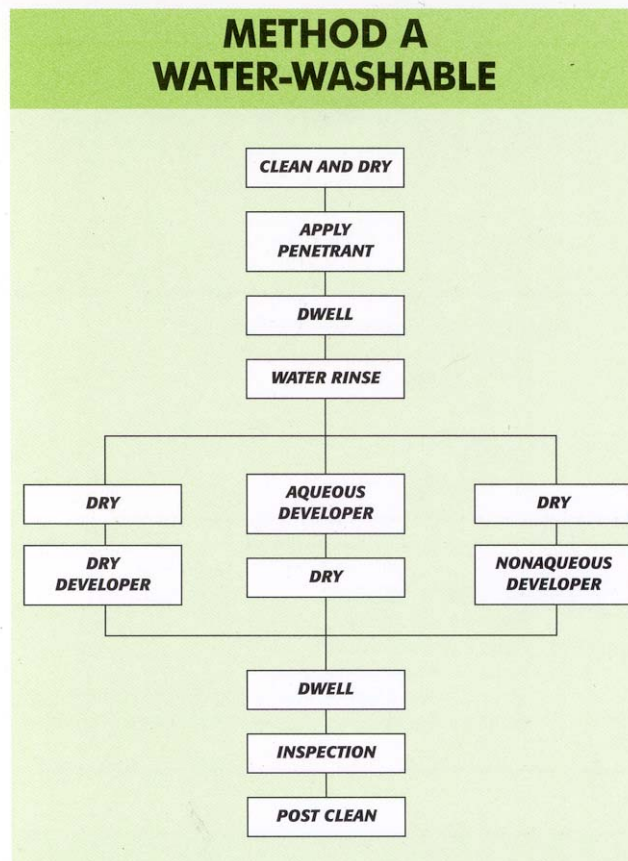 METHOD A
WATER-WASHABLE
CLEAN AND DRY
APPLY
PENETRANT
DWELL
WATER RINSE
DRY
AQUEOUS
DEVELOPER
DRY
DRY
DEVELOPER
DRY
NONAQUEOUS
DEVELOPER
DWELL
INSPECTION
POST CLEAN